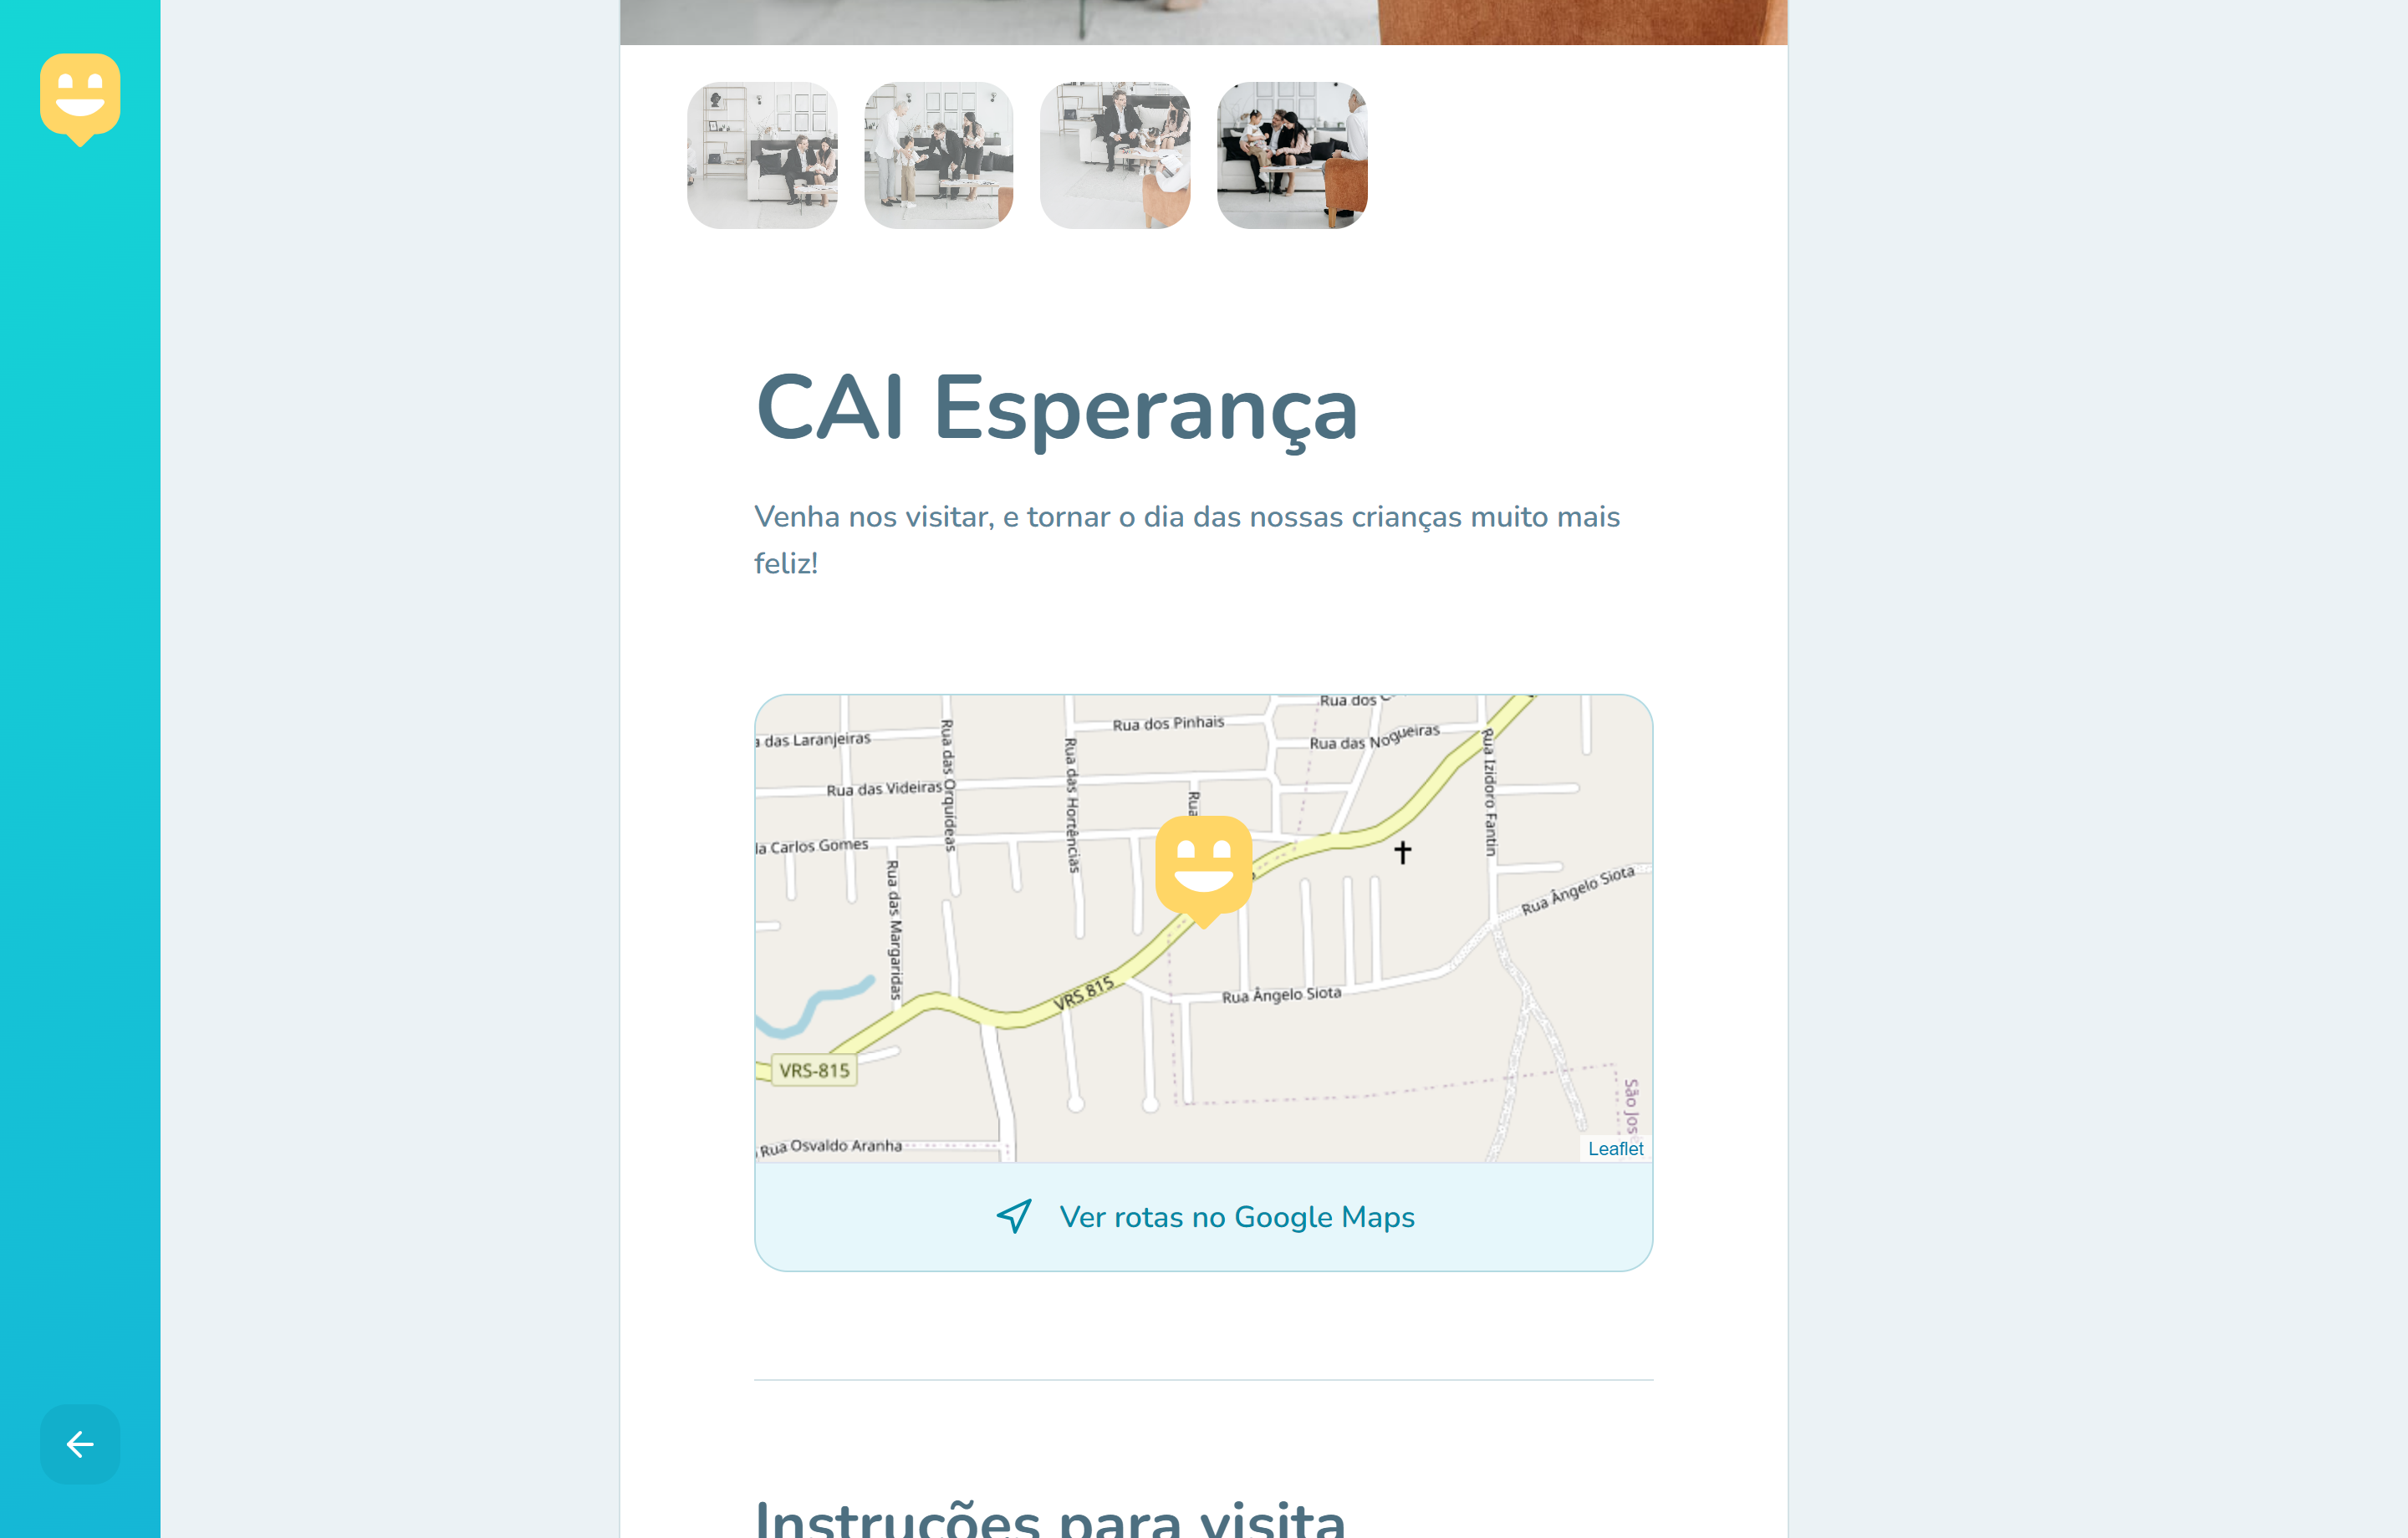 CAI Esperança
Venha nos visitar, e tornar o dia das nossas crianças muito mais
feliz!
Rua dos
Rua dos Pinhais
Rua das Nogueiras
a das Laranjeiras
Rua das Orquídeas
Rua das Hortências
Rua Izidoro Fantin
Rua das Videiras
Rua
la Carlos Gomes
Rua das Margaridas
Rua Ângelo Siota
VRS 815
Rua Ângelo Siota
VRS-815
São José
Rua Osvaldo Aranha
Leaflet
Ver rotas no Google Maps
Instruções para visita